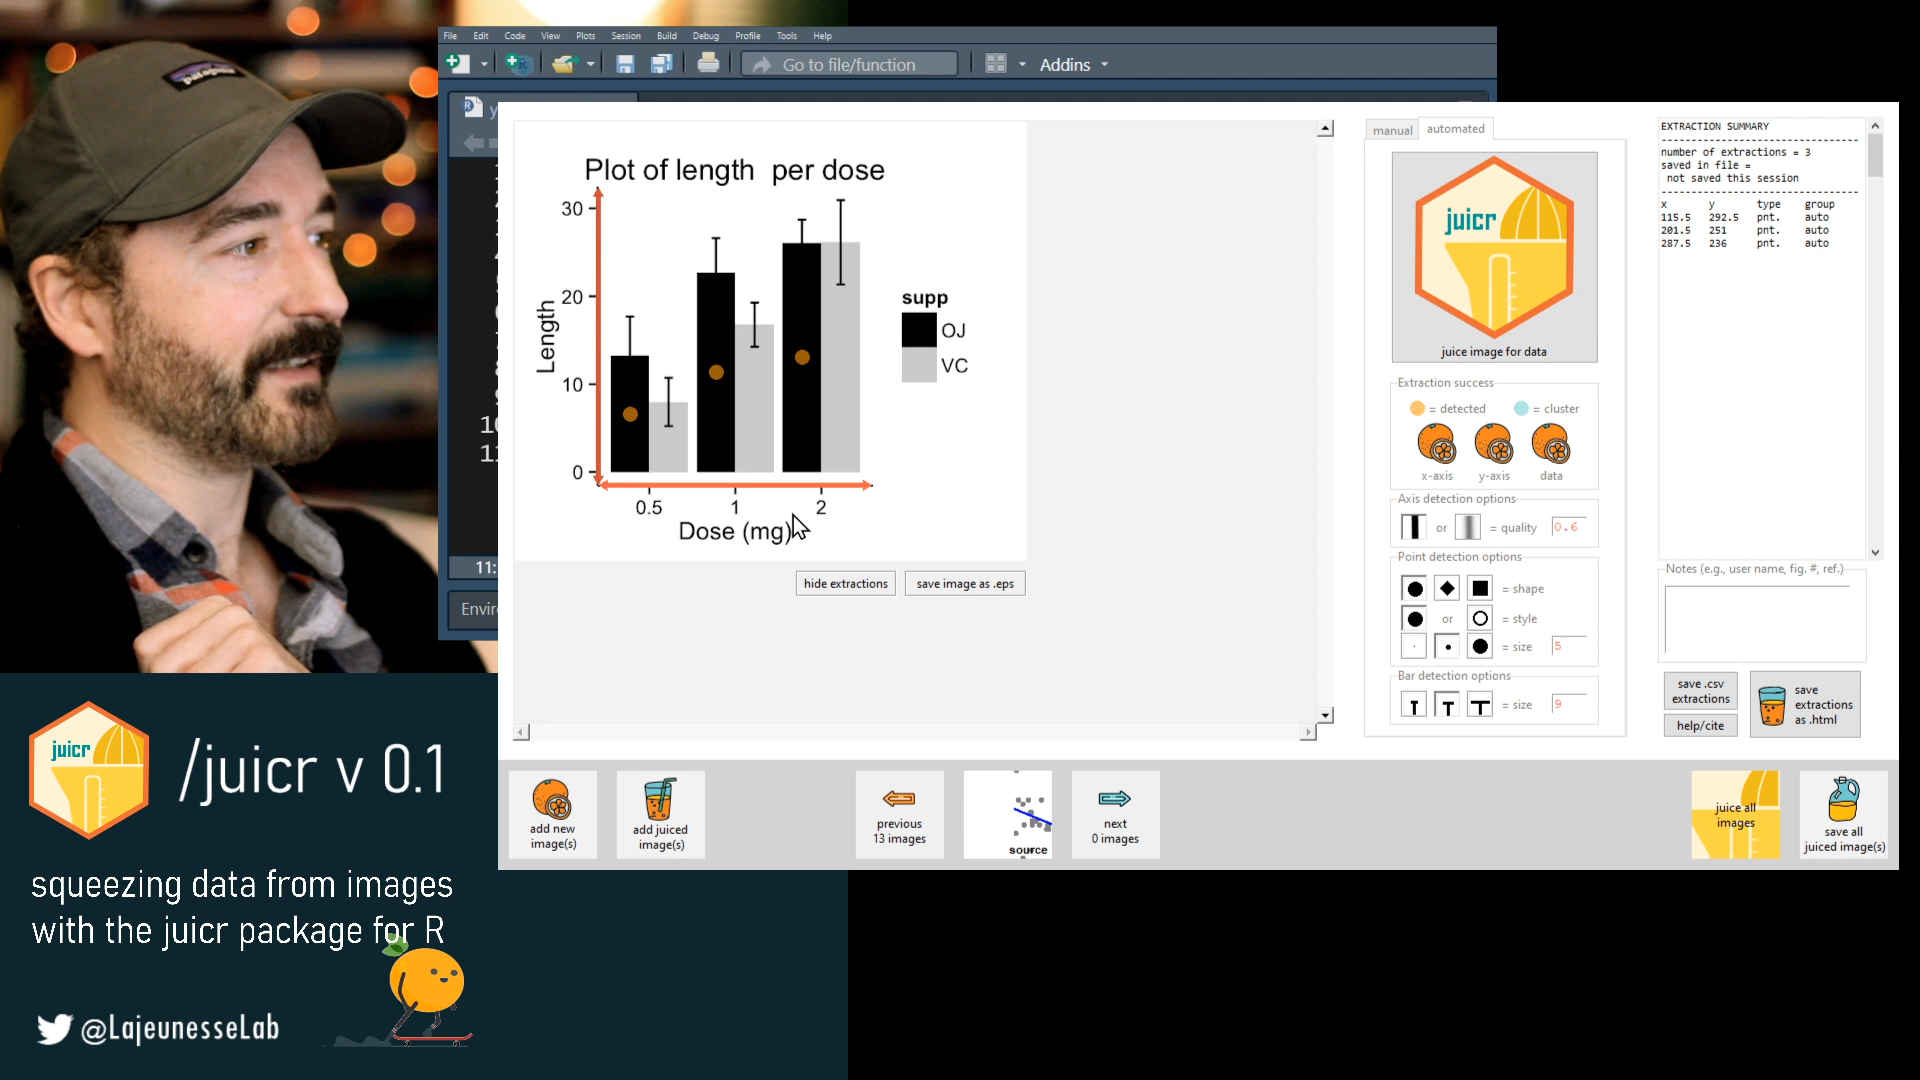 patagonia
File Edit Code View Plots Session Build Debug Profile Tools Help
Go to file/function
Addins
y
11:
Envir
Plot of length per dose
30
20
10
0
Length
0.5 1 2
Dose (mg)
supp
OJ
VC
hide extractions
save image as .eps
manual
automated
juicr
juice image for data
Extraction success
= detected
= cluster
x-axis
y-axis
data
Axis detection options
or
= quality
0.6
Point detection options
= shape
or
= style
= size
5
Bar detection options
= size
9
EXTRACTION SUMMARY
number of extractions = 3
saved in file =
not saved this session
x y type group
115.5 292.5 pnt. auto
201.5 251 pnt. auto
287.5 236 pnt. auto
Notes (e.g., user name, fig. #, ref.)
save .csv
extractions
help/cite
save
extractions
as .html
add new
image(s)
add juiced
image(s)
previous
13 images
source
next
0 images
juice all
images
save all
juiced image(s)
juicr
/juicr v 0.1
squeezing data from images
with the juicr package for R
@LajeunesseLab